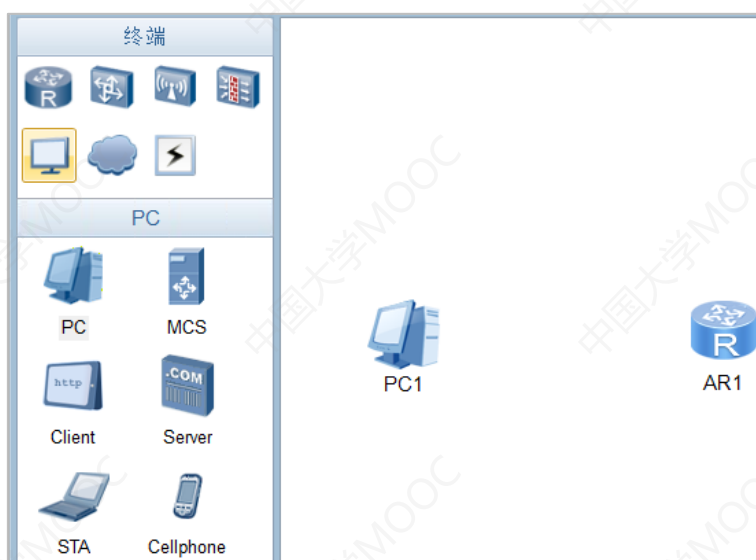 终端
R
PC
PC
MCS
http
.COM
Client
Server
STA
Cellphone
PC1
R
AR1
中国大学MOOC